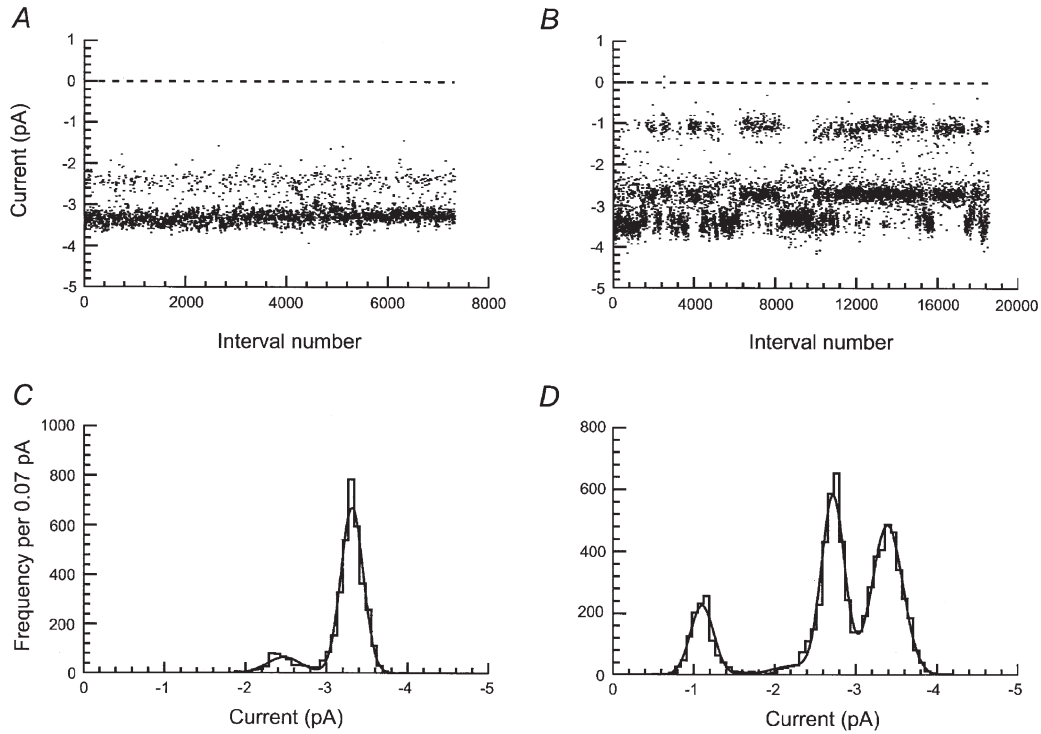 A
B
1
0
-1
-2
-3
-4
-5
Current (pA)
0 2000 4000 6000 8000
Interval number
1
0
-1
-2
-3
-4
-5
0 4000 8000 12000 16000 20000
Interval number
C
D
1000
800
600
400
200
0
Frequency per 0.07 pA
0 -1 -2 -3 -4 -5
Current (pA)
800
600
400
200
0
0 -1 -2 -3 -4 -5
Current (pA)